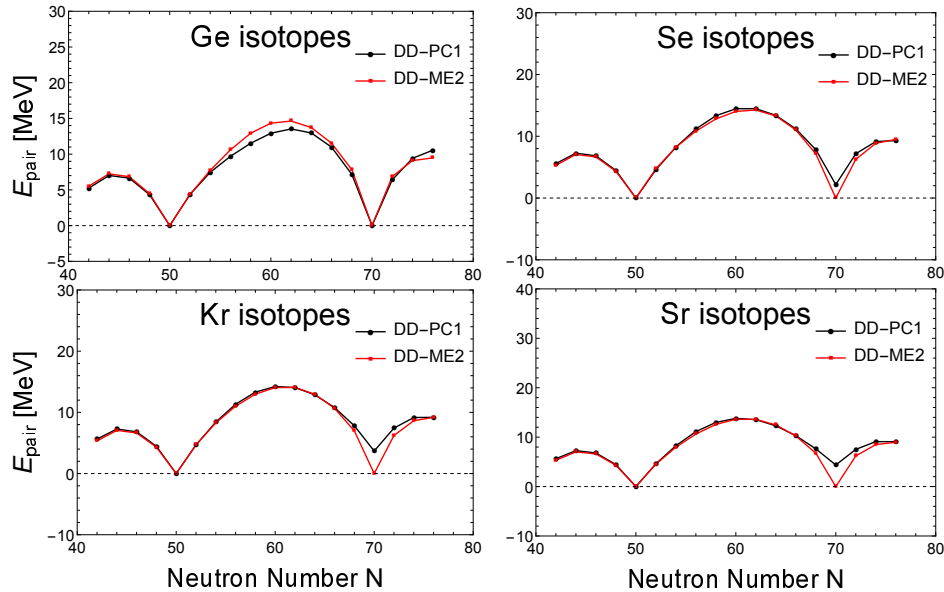 Ge isotopes
DD-PC1
DD-ME2
E_pair [MeV]
30
25
20
15
10
5
0
-5
40
50
60
70
80
Se isotopes
DD-PC1
DD-ME2
30
20
10
0
-10
40
50
60
70
80
Kr isotopes
DD-PC1
DD-ME2
E_pair [MeV]
30
20
10
0
-10
40
50
60
70
80
Neutron Number N
Sr isotopes
DD-PC1
DD-ME2
40
30
20
10
0
-10
40
50
60
70
80
Neutron Number N